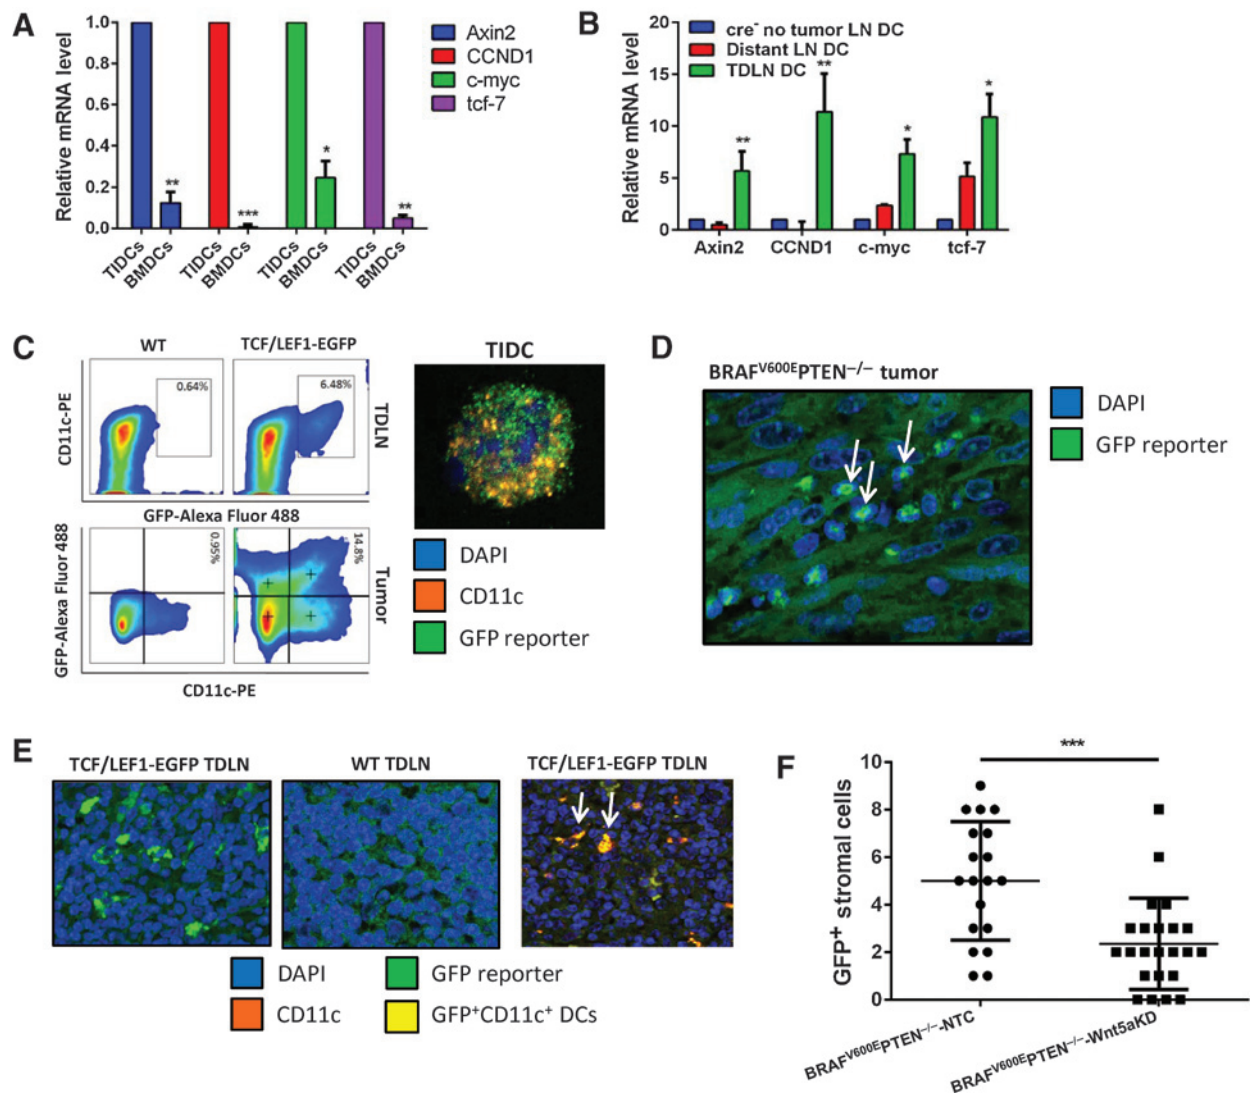 A
Relative mRNA level
1.0
0.8
0.6
0.4
0.2
0.0
**
***
*
**
TIDCs
BMDCs
TIDCs
BMDCs
TIDCs
BMDCs
TIDCs
BMDCs
Axin2
CCND1
c-myc
tcf-7
B
Relative mRNA level
20
15
10
5
0
cre⁻ no tumor LN DC
Distant LN DC
TDLN DC
**
**
*
*
Axin2
CCND1
c-myc
tcf-7
C
WT
TCF/LEF1-EGFP
CD11c-PE
0.64%
6.48%
TDLN
GFP-Alexa Fluor 488
GFP-Alexa Fluor 488
0.95%
14.8%
Tumor
CD11c-PE
TIDC
DAPI
CD11c
GFP reporter
D
BRAFV600EPTEN−/− tumor
DAPI
GFP reporter
E
TCF/LEF1-EGFP TDLN
WT TDLN
TCF/LEF1-EGFP TDLN
DAPI
GFP reporter
CD11c
GFP⁺CD11c⁺ DCs
F
***
GFP⁺ stromal cells
10
8
6
4
2
0
BRAFV600EPTEN−/−-NTC
BRAFV600EPTEN−/−-Wnt5aKD